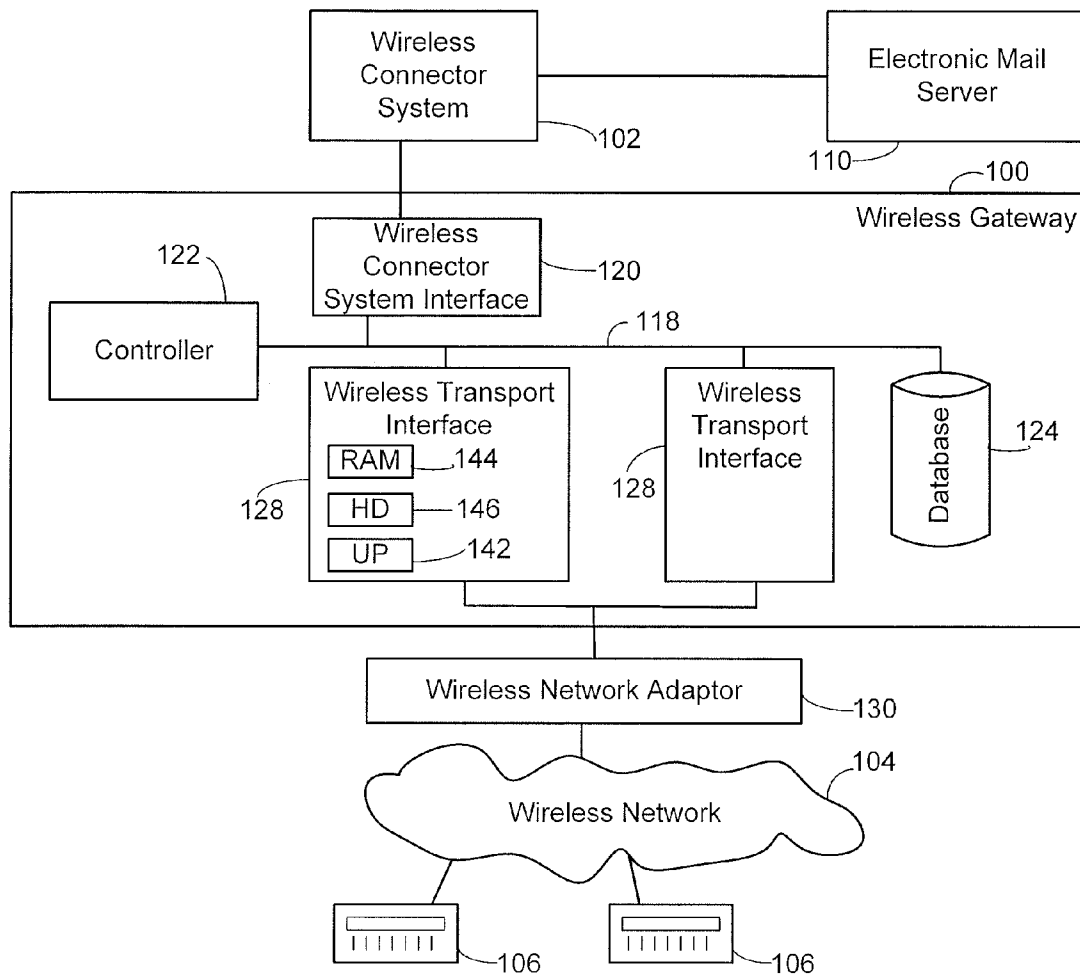 Wireless
Connector
System
102
Electronic Mail
Server
110
100
Wireless Gateway
Wireless
Connector
System Interface
120
122
Controller
118
Wireless Transport
Interface
RAM
144
HD
146
UP
142
128
Wireless
Transport
Interface
128
Database
124
Wireless Network Adaptor
130
104
Wireless Network
106
106